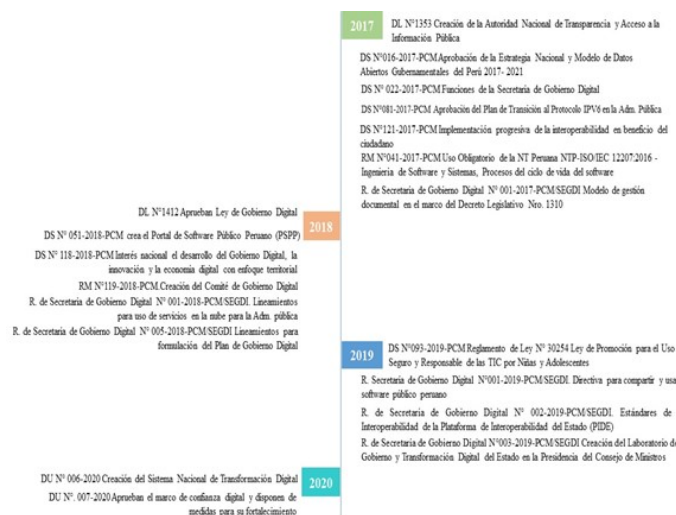 2017
DL N°1353 Creación de la Autoridad Nacional de Transparencia y Acceso a la
Información Pública
DS N°016-2017-PCM Aprobación de la Estrategia Nacional y Modelo de Datos
Abiertos Gubernamentales del Perú 2017- 2021
DS N° 022-2017-PCM Funciones de la Secretaria de Gobierno Digital
DS N°081-2017-PCM Aprobación del Plan de Transición al Protocolo IPV6 en la Adm. Pública
DS N°121-2017-PCM Implementación progresiva de la interoperabilidad en beneficio del
ciudadano
RM N°041-2017-PCM Uso Obligatorio de la NT Peruana NTP-ISO/IEC 12207:2016 -
Ingeniería de Software y Sistemas, Procesos del ciclo de vida del software
R. de Secretaria de Gobierno Digital N° 001-2017-PCM/SEGDI Modelo de gestión
documental en el marco del Decreto Legislativo Nro. 1310
DL N°1412 Aprueban Ley de Gobierno Digital
2018
DS N° 051-2018-PCM crea el Portal de Software Público Peruano (PSPP)
DS N° 118-2018-PCM Interés nacional el desarrollo del Gobierno Digital, la
innovación y la economía digital con enfoque territorial
RM N°119-2018-PCM.Creación del Comité de Gobierno Digital
R. de Secretaria de Gobierno Digital N° 001-2018-PCM/SEGDI. Lineamientos
para uso de servicios en la nube para la Adm. pública
R. de Secretaria de Gobierno Digital N° 005-2018-PCM/SEGDI Lineamientos para
formulación del Plan de Gobierno Digital
2019
DS N°093-2019-PCM Reglamento de Ley N° 30254 Ley de Promoción para el Uso
Seguro y Responsable de las TIC por Niñas y Adolescentes
R. Secretaria de Gobierno Digital N°001-2019-PCM/SEGDI. Directiva para compartir y usa
software público peruano
R. de Secretaria de Gobierno Digital N° 002-2019-PCM/SEGDI. Estándares de
Interoperabilidad de la Plataforma de Interoperabilidad del Estado (PIDE)
R. de Secretaria de Gobierno Digital N°003-2019-PCM/SEGDI Creación del Laboratorio de
Gobierno y Transformación Digital del Estado en la Presidencia del Consejo de Ministros
DU N° 006-2020 Creación del Sistema Nacional de Transformación Digital
2020
DU N°. 007-2020 Aprueban el marco de confianza digital y disponen de
medidas para su fortalecimiento